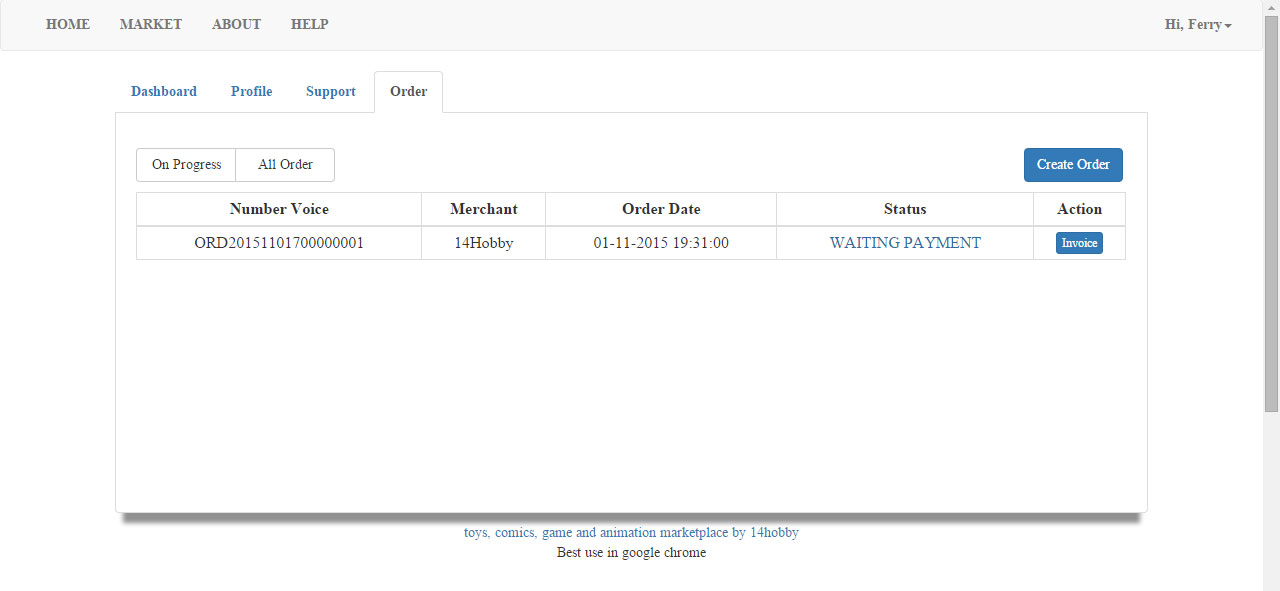 HOME MARKET ABOUT HELP Hi, Ferry
Dashboard Profile Support Order
On Progress All Order Create Order
Number Voice Merchant Order Date Status Action
ORD20151101700000001 14Hobby 01-11-2015 19:31:00 WAITING PAYMENT Invoice
toys, comics, game and animation marketplace by 14hobby
Best use in google chrome